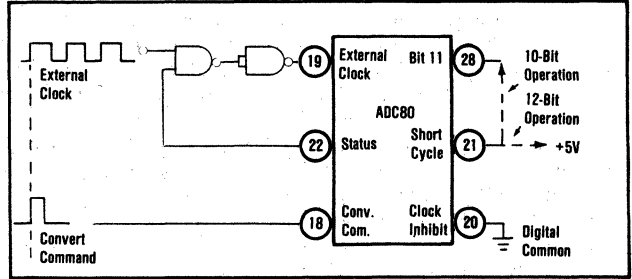 External
Clock
19
External
Clock
Bit 11
28
10-Bit
Operation
ADC80
12-Bit
Operation
22
Status
Short
Cycle
21
+5V
18
Conv.
Com.
Clock
Inhibit
20
Convert
Command
Digital
Common